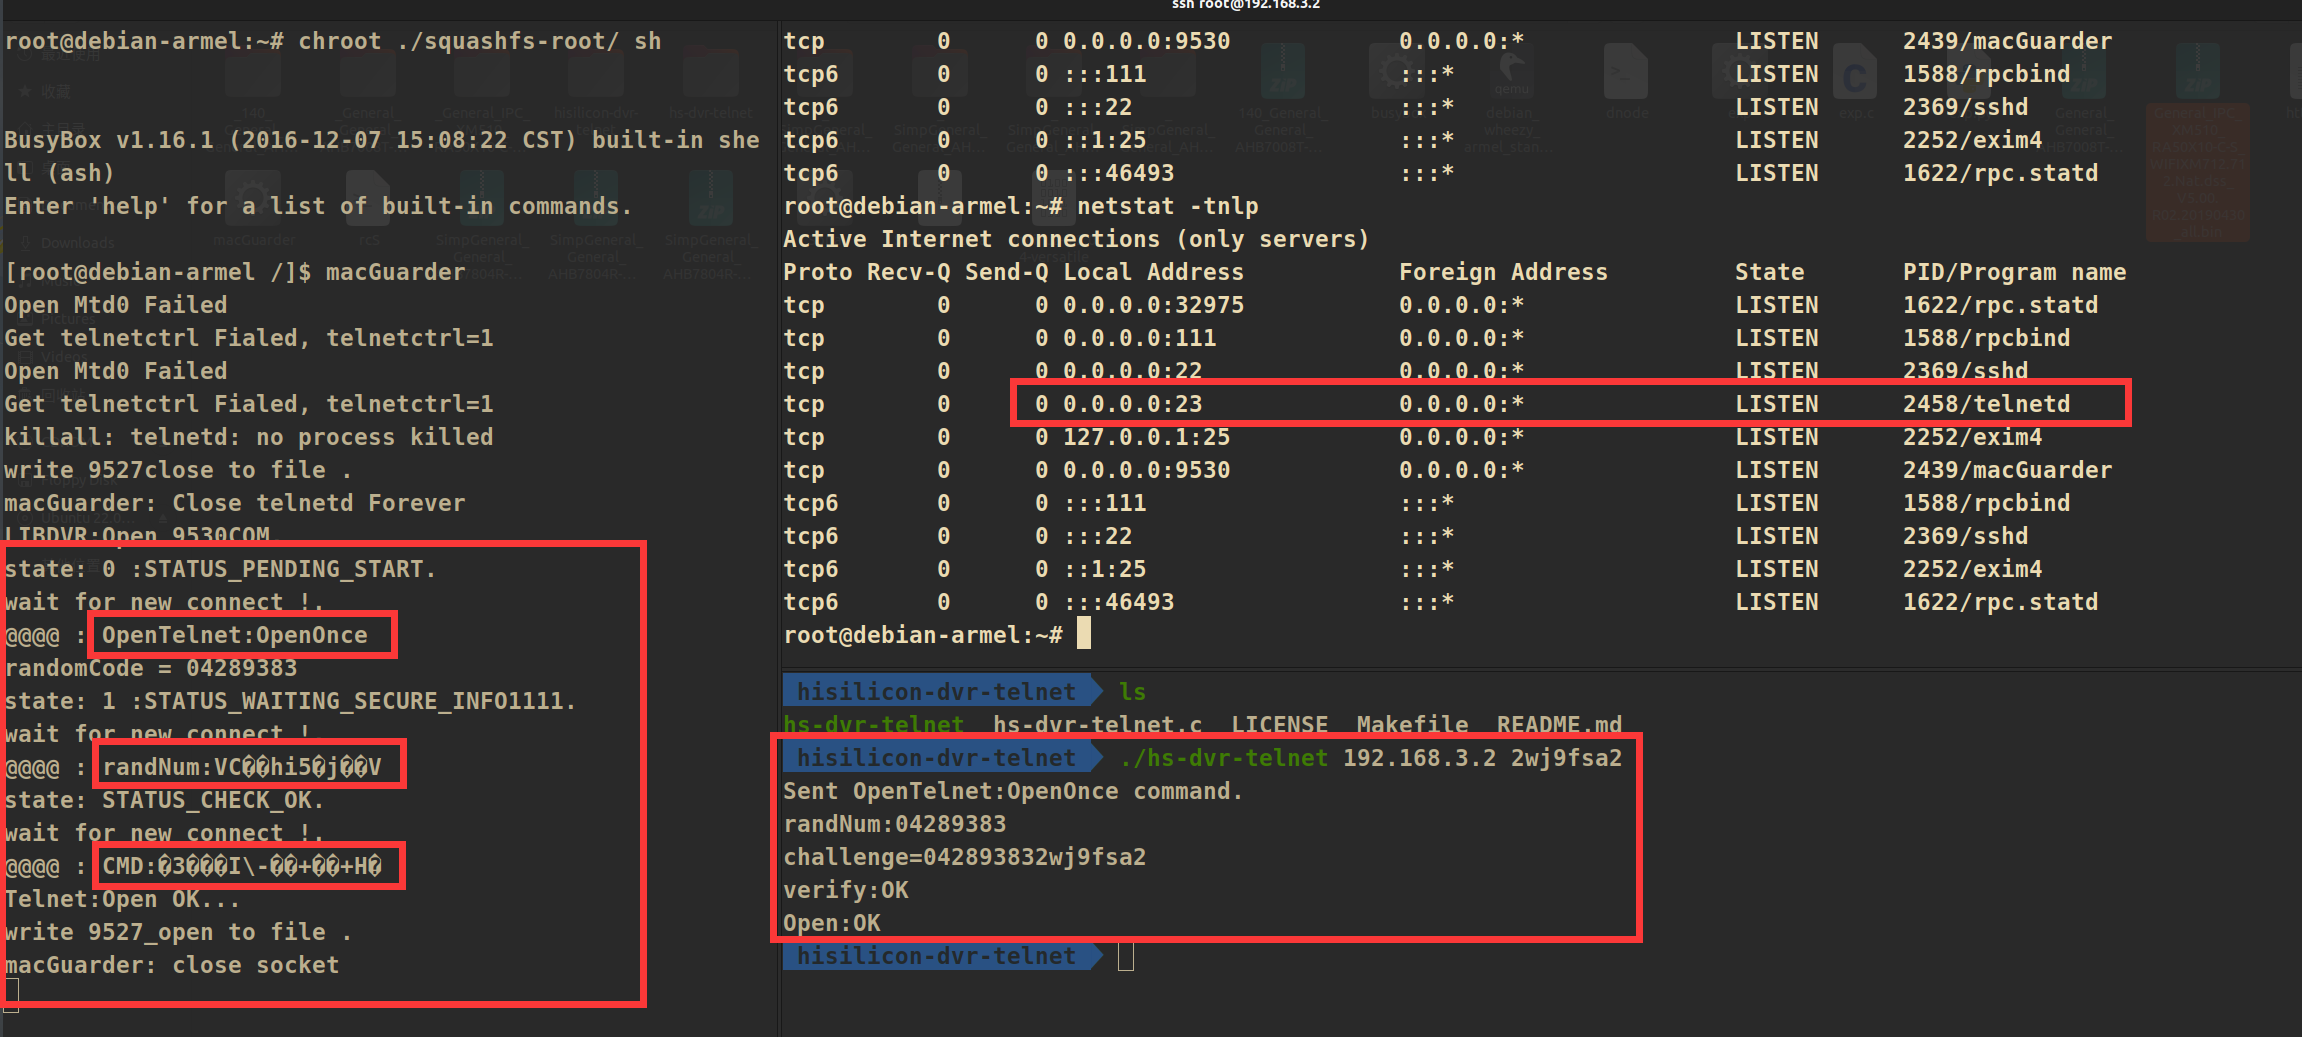 ssh root@192.168.3.2
root@debian-armel:~# chroot ./squashfs-root/ sh
BusyBox v1.16.1 (2016-12-07 15:08:22 CST) built-in she
ll (ash)
Enter 'help' for a list of built-in commands.
[root@debian-armel /]$ macGuarder
Open Mtd0 Failed
Get telnetctrl Fialed, telnetctrl=1
Open Mtd0 Failed
Get telnetctrl Fialed, telnetctrl=1
killall: telnetd: no process killed
write 9527close to file .
macGuarder: Close telnetd Forever
LIBDVR:Open 9530COM.
state: 0 :STATUS_PENDING_START.
wait for new connect !.
@@@@ : OpenTelnet:OpenOnce
randomCode = 04289383
state: 1 :STATUS_WAITING_SECURE_INFO1111.
wait for new connect !.
@@@@ : randNum:VC��hi5�j��V
state: STATUS_CHECK_OK.
wait for new connect !.
@@@@ : CMD:�3���I\-��+��+H�
Telnet:Open OK...
write 9527_open to file .
macGuarder: close socket
tcp 0 0 0.0.0.0:9530 0.0.0.0:* LISTEN 2439/macGuarder
tcp6 0 0 :::111 :::* LISTEN 1588/rpcbind
tcp6 0 0 :::22 :::* LISTEN 2369/sshd
tcp6 0 0 ::1:25 :::* LISTEN 2252/exim4
tcp6 0 0 :::46493 :::* LISTEN 1622/rpc.statd
root@debian-armel:~# netstat -tnlp
Active Internet connections (only servers)
Proto Recv-Q Send-Q Local Address Foreign Address State PID/Program name
tcp 0 0 0.0.0.0:32975 0.0.0.0:* LISTEN 1622/rpc.statd
tcp 0 0 0.0.0.0:111 0.0.0.0:* LISTEN 1588/rpcbind
tcp 0 0 0.0.0.0:22 0.0.0.0:* LISTEN 2369/sshd
tcp 0 0 0.0.0.0:23 0.0.0.0:* LISTEN 2458/telnetd
tcp 0 0 127.0.0.1:25 0.0.0.0:* LISTEN 2252/exim4
tcp 0 0 0.0.0.0:9530 0.0.0.0:* LISTEN 2439/macGuarder
tcp6 0 0 :::111 :::* LISTEN 1588/rpcbind
tcp6 0 0 :::22 :::* LISTEN 2369/sshd
tcp6 0 0 ::1:25 :::* LISTEN 2252/exim4
tcp6 0 0 :::46493 :::* LISTEN 1622/rpc.statd
root@debian-armel:~#
hisilicon-dvr-telnet ls
hs-dvr-telnet hs-dvr-telnet.c LICENSE Makefile README.md
hisilicon-dvr-telnet ./hs-dvr-telnet 192.168.3.2 2wj9fsa2
Sent OpenTelnet:OpenOnce command.
randNum:04289383
challenge=042893832wj9fsa2
verify:OK
Open:OK
hisilicon-dvr-telnet